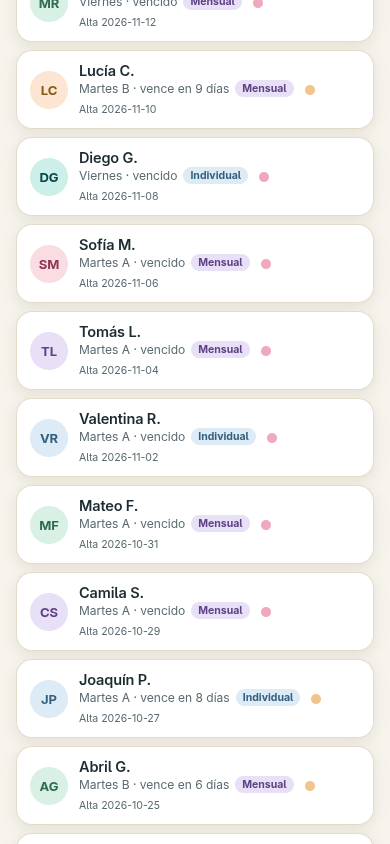 MR
Viernes · vencido Mensual
Alta 2026-11-12
LC
Lucía C.
Martes B · vence en 9 días Mensual
Alta 2026-11-10
DG
Diego G.
Viernes · vencido Individual
Alta 2026-11-08
SM
Sofía M.
Martes A · vencido Mensual
Alta 2026-11-06
TL
Tomás L.
Martes A · vencido Mensual
Alta 2026-11-04
VR
Valentina R.
Martes A · vencido Individual
Alta 2026-11-02
MF
Mateo F.
Martes A · vencido Mensual
Alta 2026-10-31
CS
Camila S.
Martes A · vencido Mensual
Alta 2026-10-29
JP
Joaquín P.
Martes A · vence en 8 días Individual
Alta 2026-10-27
AG
Abril G.
Martes B · vence en 6 días Mensual
Alta 2026-10-25